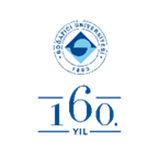 BOĞAZİÇİ ÜNİVERSİTESİ
1863
160.
YIL